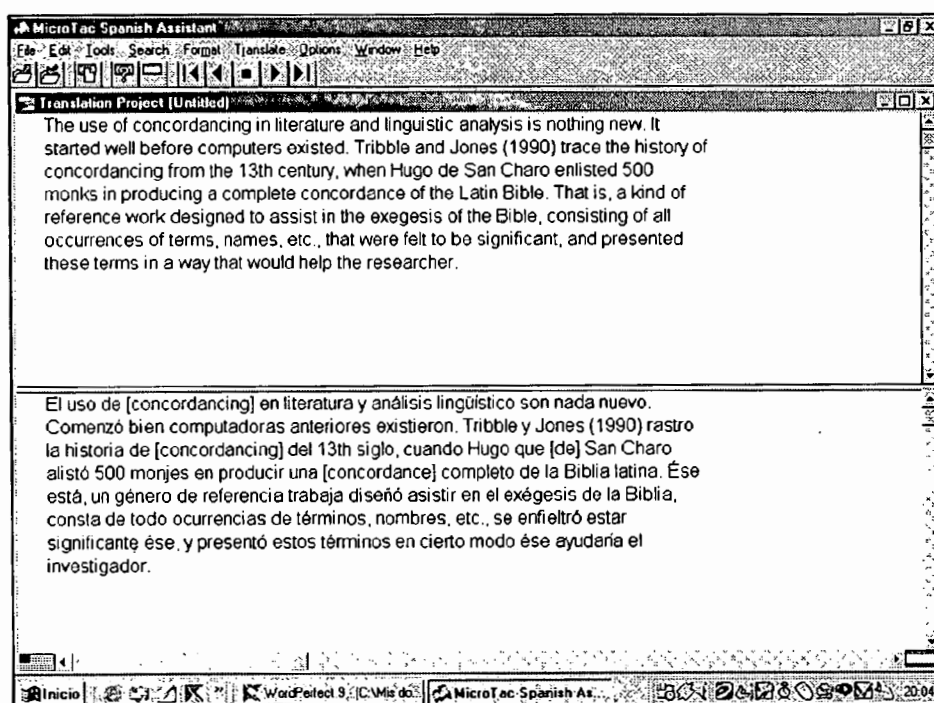 MicroTac Spanish Assistant
File Edit Tools Search Format Translate Options Window Help
Translation Project [Untitled]
The use of concordancing in literature and linguistic analysis is nothing new. It
started well before computers existed. Tribble and Jones (1990) trace the history of
concordancing from the 13th century, when Hugo de San Charo enlisted 500
monks in producing a complete concordance of the Latin Bible. That is, a kind of
reference work designed to assist in the exegesis of the Bible, consisting of all
occurrences of terms, names, etc., that were felt to be significant, and presented
these terms in a way that would help the researcher.
El uso de [concordancing] en literatura y análisis lingüístico son nada nuevo.
Comenzó bien computadoras anteriores existieron. Tribble y Jones (1990) rastro
la historia de [concordancing] del 13th siglo, cuando Hugo que [de] San Charo
alistó 500 monjes en producir una [concordance] completo de la Biblia latina. Ése
está, un género de referencia trabaja diseñó asistir en el exégesis de la Biblia,
consta de todo ocurrencias de términos, nombres, etc., se enfieltró estar
significante ése, y presentó estos términos en cierto modo ése ayudaría el
investigador.
Inicio WordPerfect 9 - [C:\Mis do... MicroTac Spanish As... 20:04